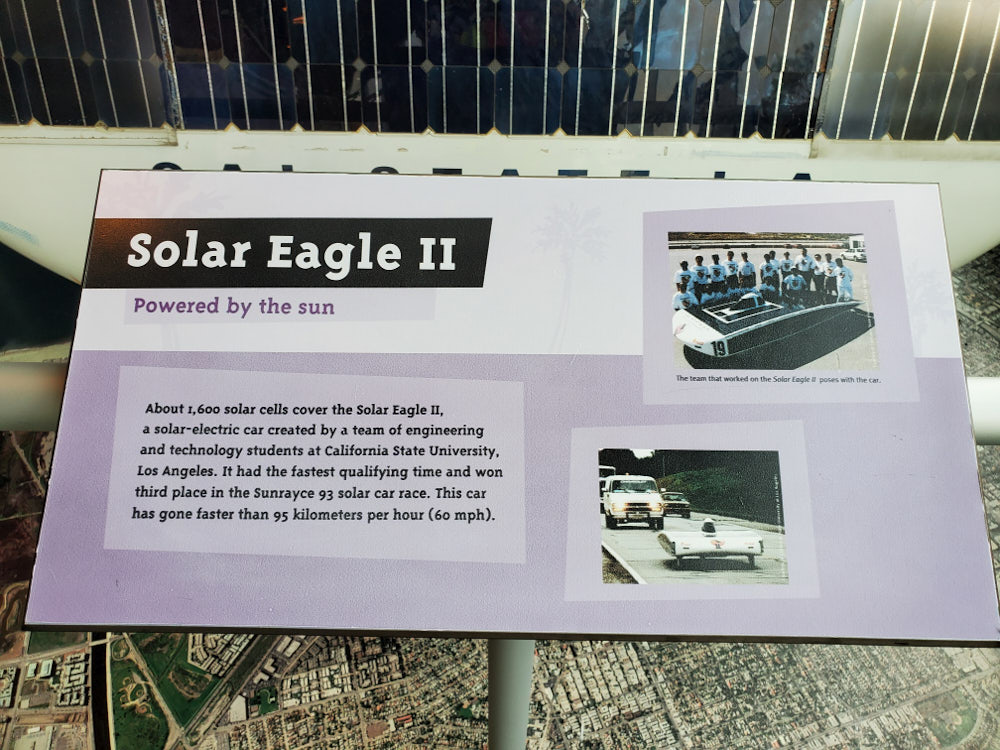 CAL STATE L A
Solar Eagle II
Powered by the sun
About 1,600 solar cells cover the Solar Eagle II,
a solar-electric car created by a team of engineering
and technology students at California State University,
Los Angeles. It had the fastest qualifying time and won
third place in the Sunrayce 93 solar car race. This car
has gone faster than 95 kilometers per hour (60 mph).
19
The team that worked on the Solar Eagle II poses with the car.